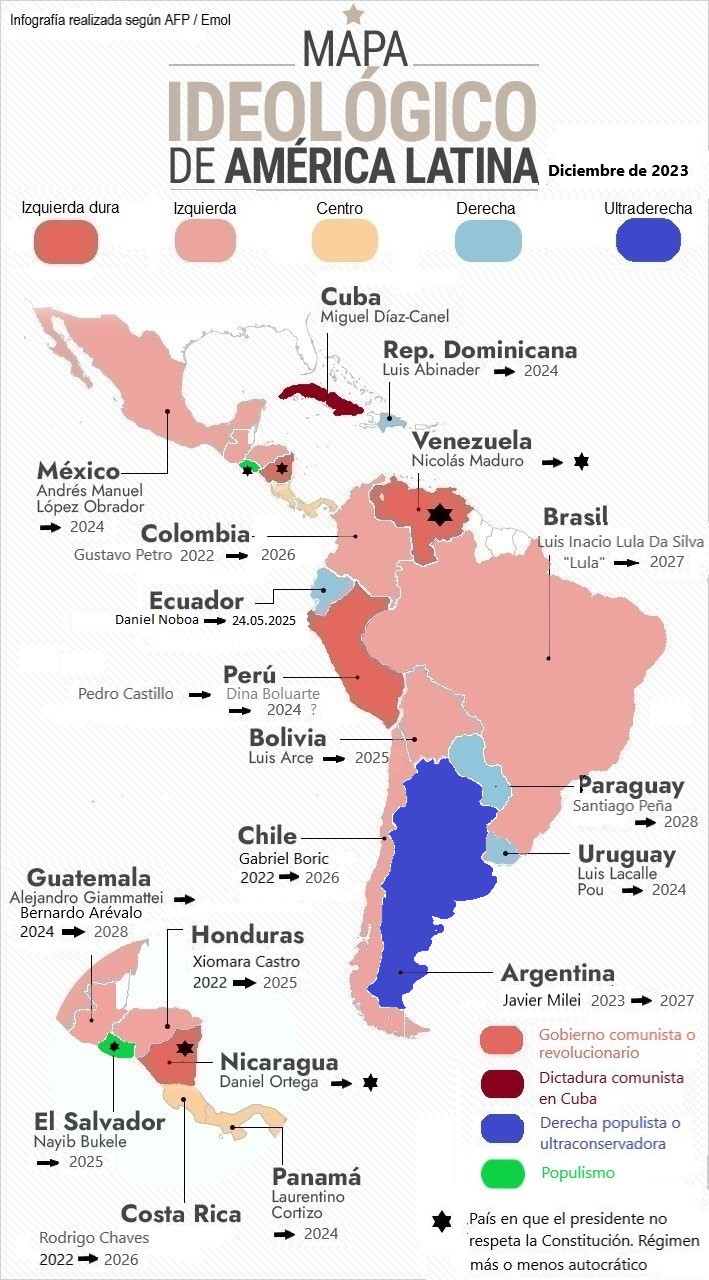 Infografía realizada según AFP / Emol
MAPA
IDEOLÓGICO
DE AMÉRICA LATINA
Diciembre de 2023
Izquierda dura
Izquierda
Centro
Derecha
Ultraderecha
Cuba
Miguel Díaz-Canel
Rep. Dominicana
Luis Abinader 2024
Venezuela
Nicolás Maduro
México
Andrés Manuel
López Obrador
2024
Brasil
Luis Inacio Lula Da Silva
"Lula" 2027
Colombia
Gustavo Petro 2022 2026
Ecuador
Daniel Noboa 24.05.2025
Perú
Pedro Castillo Dina Boluarte
2024 ?
Bolivia
Luis Arce 2025
Paraguay
Santiago Peña
2028
Chile
Gabriel Boric
2022 2026
Uruguay
Luis Lacalle
Pou 2024
Guatemala
Alejandro Giammattei
Bernardo Arévalo
2024 2028
Honduras
Xiomara Castro
2022 2025
Argentina
Javier Milei 2023 2027
Nicaragua
Daniel Ortega
El Salvador
Nayib Bukele
2025
Panamá
Laurentino
Cortizo
2024
Costa Rica
Rodrigo Chaves
2022 2026
Gobierno comunista o
revolucionario
Dictadura comunista
en Cuba
Derecha populista o
ultraconservadora
Populismo
País en que el presidente no
respeta la Constitución. Régimen
más o menos autocrático